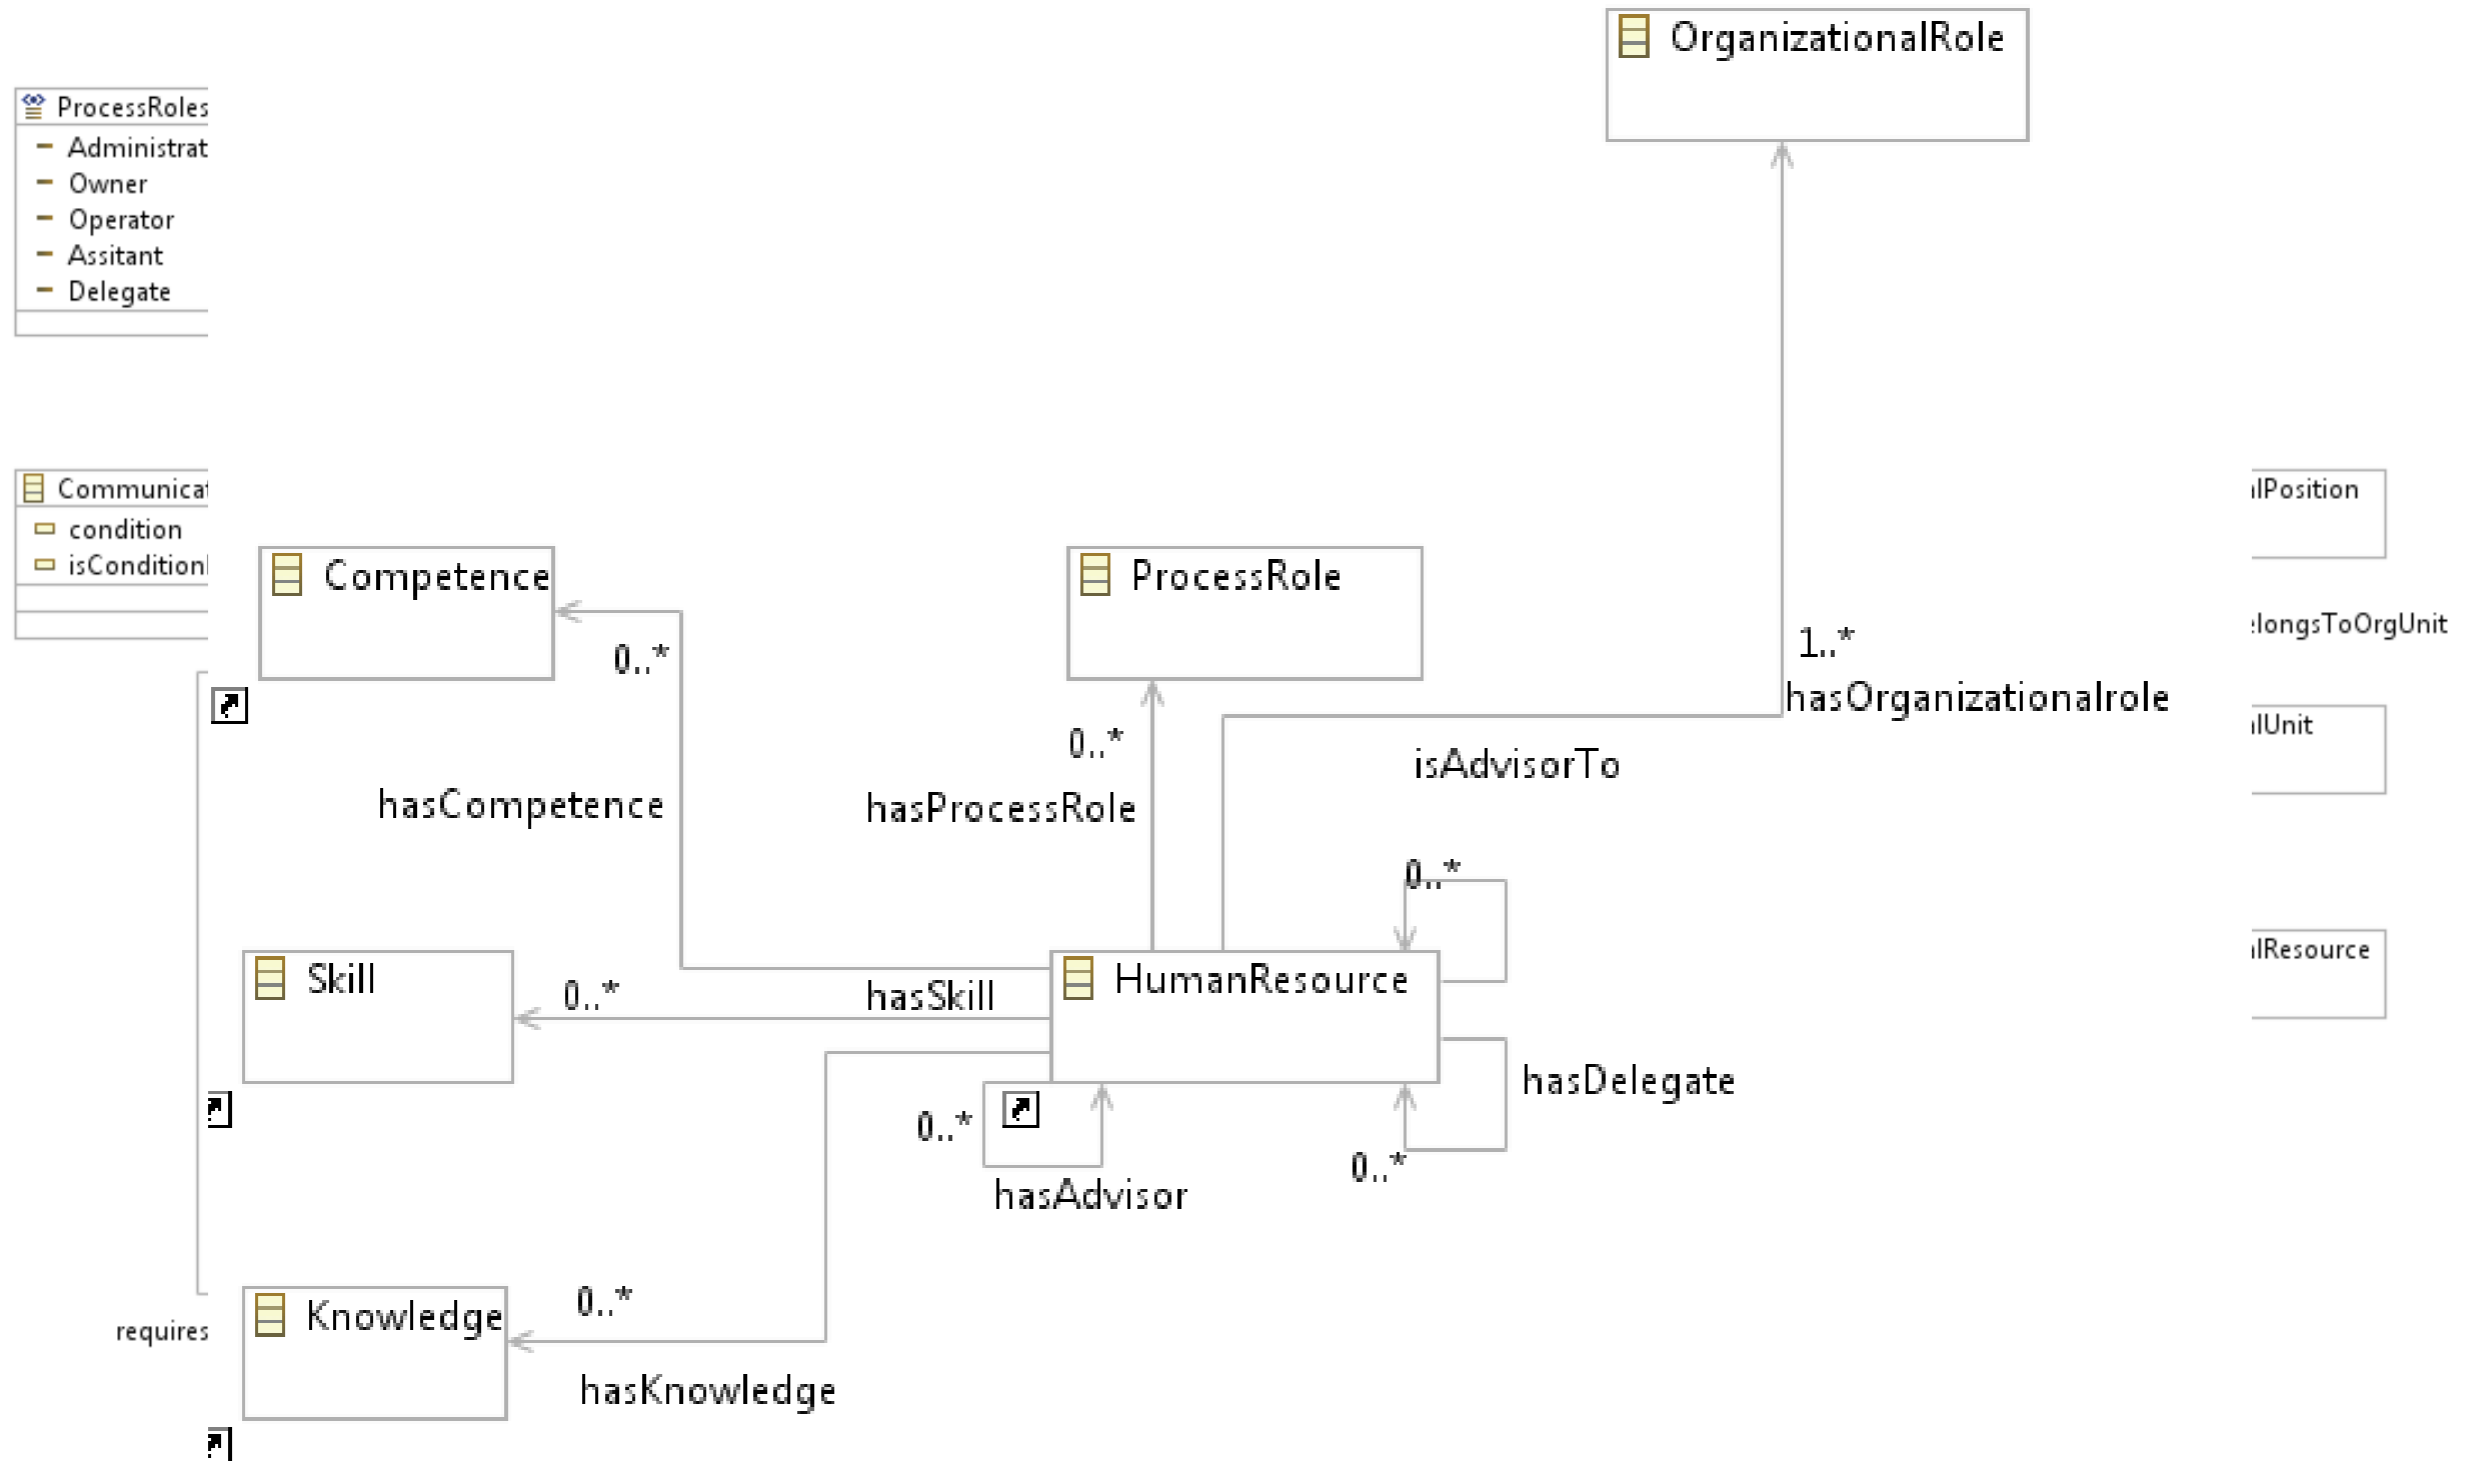 OrganizationalRole
ProcessRoles
Administrat
Owner
Operator
Assitant
Delegate
Communicat
condition
isCondition
lPosition
Competence
ProcessRole
0..*
1..*
elongsToOrgUnit
hasOrganizationalrole
0..*
isAdvisorTo
lUnit
hasCompetence
hasProcessRole
0..*
Skill
0..*
hasSkill
HumanResource
lResource
hasDelegate
0..*
0..*
hasAdvisor
Knowledge
0..*
requires
hasKnowledge